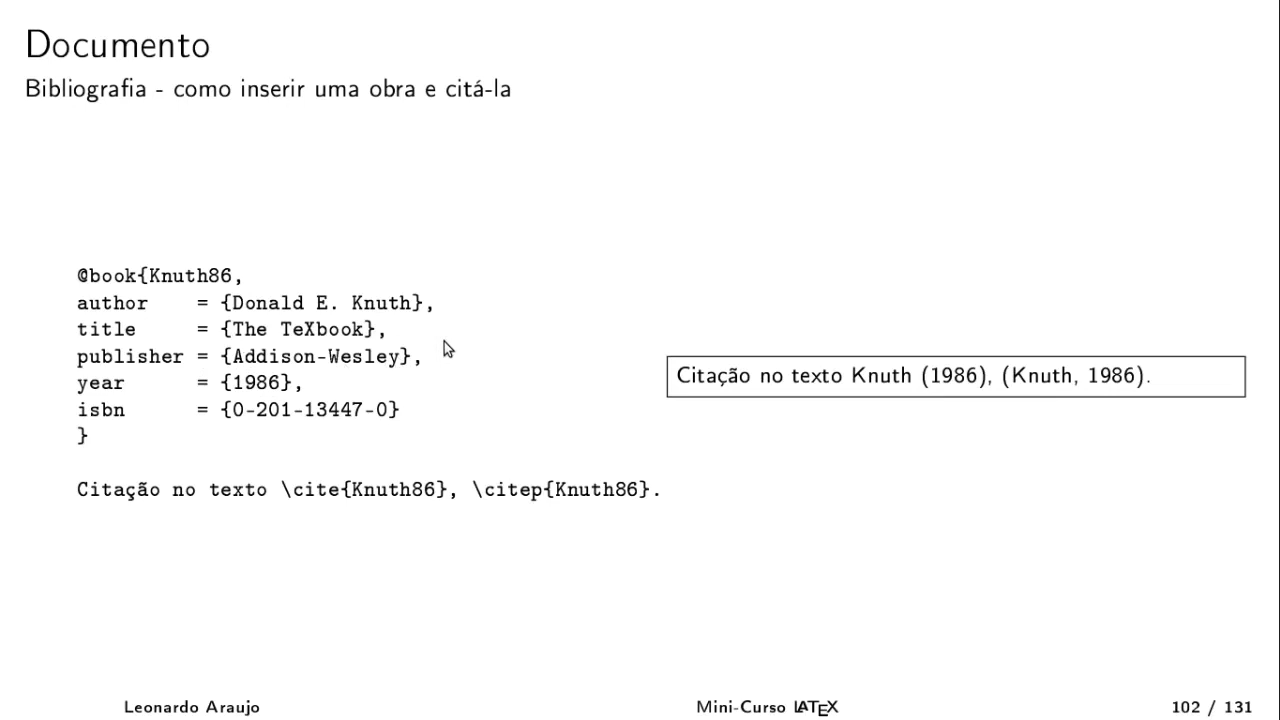 Documento
Bibliografia - como inserir uma obra e citá-la
@book{Knuth86,
author    = {Donald E. Knuth},
title     = {The TeXbook},
publisher = {Addison-Wesley},
year      = {1986},
isbn      = {0-201-13447-0}
}
Citação no texto \cite{Knuth86}, \citep{Knuth86}.
Citação no texto Knuth (1986), (Knuth, 1986).
Leonardo Araujo
Mini-Curso LATEX
102 / 131